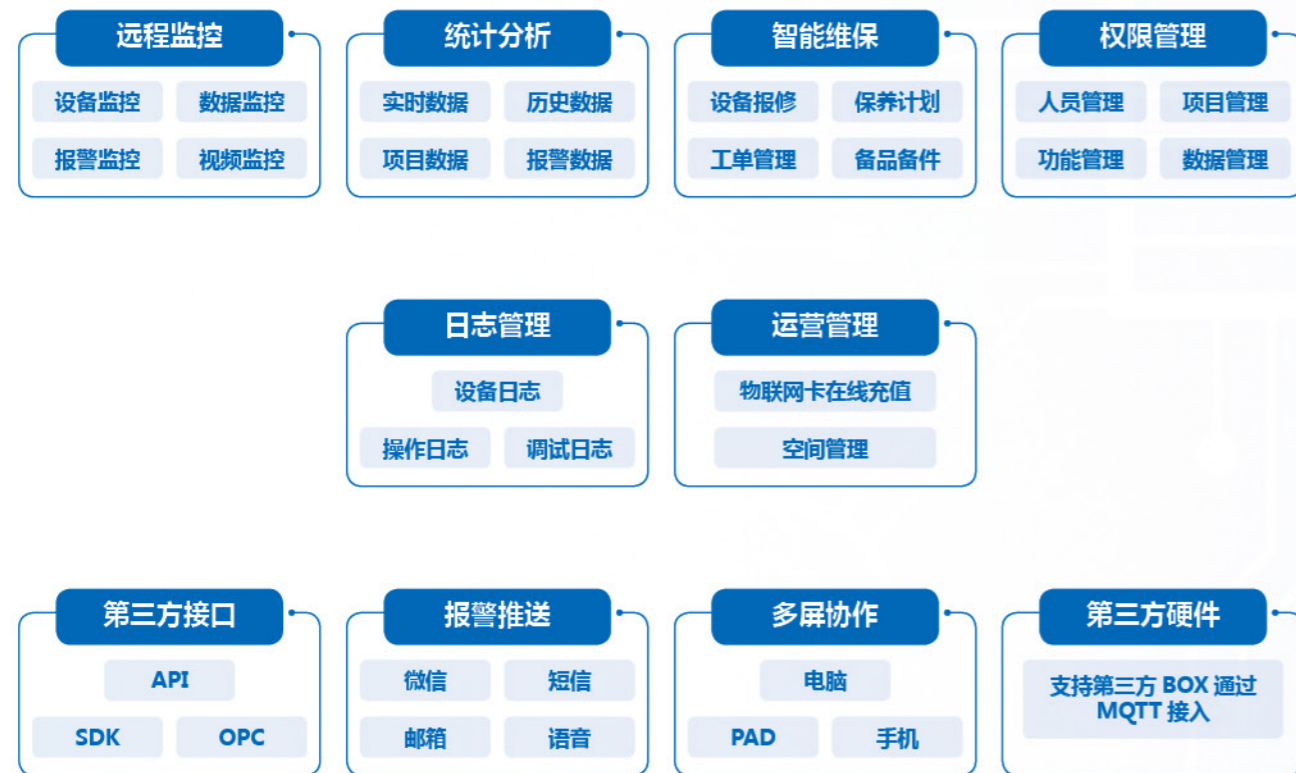 远程监控
设备监控 数据监控
报警监控 视频监控
统计分析
实时数据 历史数据
项目数据 报警数据
智能维保
设备报修 保养计划
工单管理 备品备件
权限管理
人员管理 项目管理
功能管理 数据管理
日志管理
设备日志
操作日志 调试日志
运营管理
物联网卡在线充值
空间管理
第三方接口
API
SDK OPC
报警推送
微信 短信
邮箱 语音
多屏协作
电脑
PAD 手机
第三方硬件
支持第三方 BOX 通过
MQTT 接入